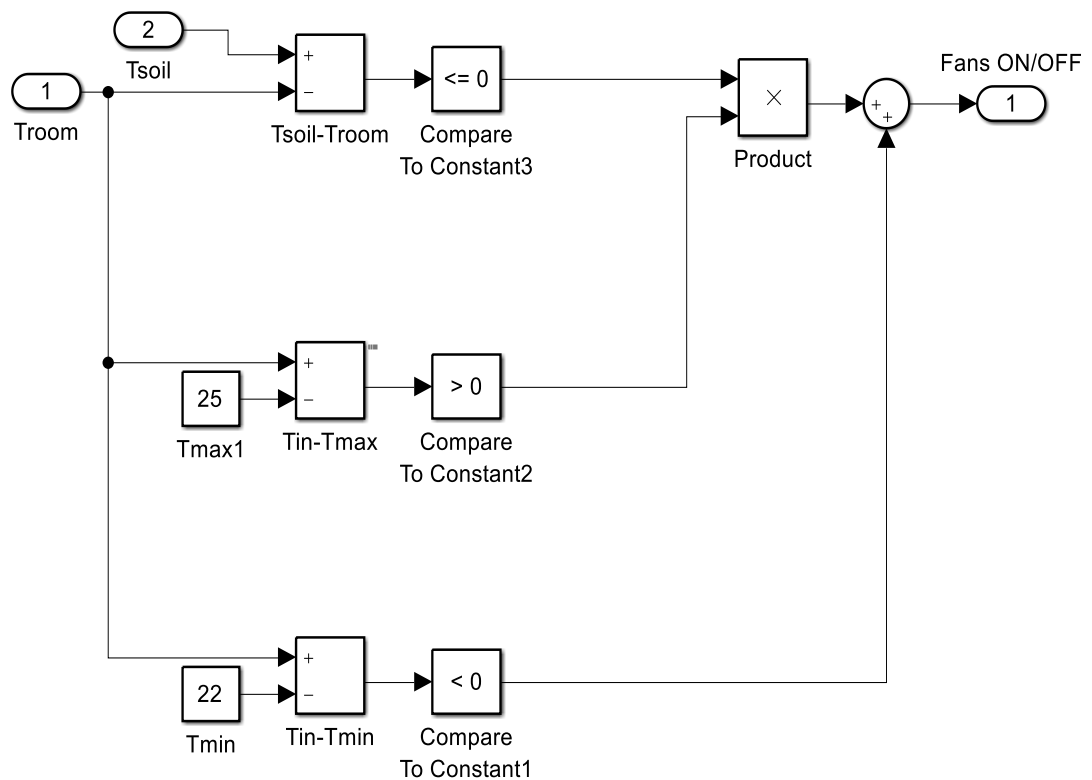 2
Tsoil
1
Troom
+
−
Tsoil-Troom
<= 0
Compare
To Constant3
×
Product
+
+
Fans ON/OFF
1
25
Tmax1
+
−
Tin-Tmax
> 0
Compare
To Constant2
22
Tmin
+
−
Tin-Tmin
< 0
Compare
To Constant1